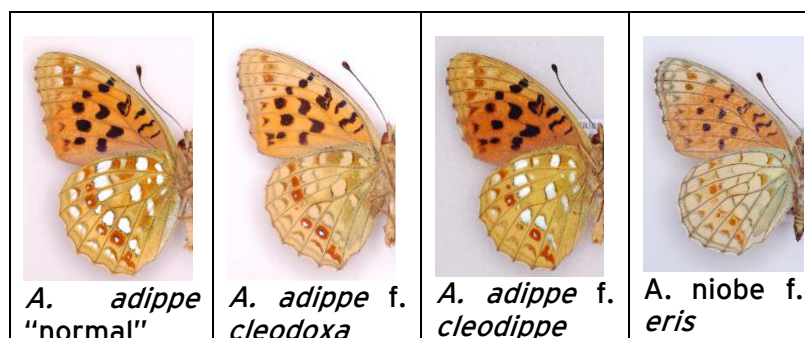 A. adippe
"normal"
A. adippe f.
cleodoxa
A. adippe f.
cleodippe
A. niobe f.
eris